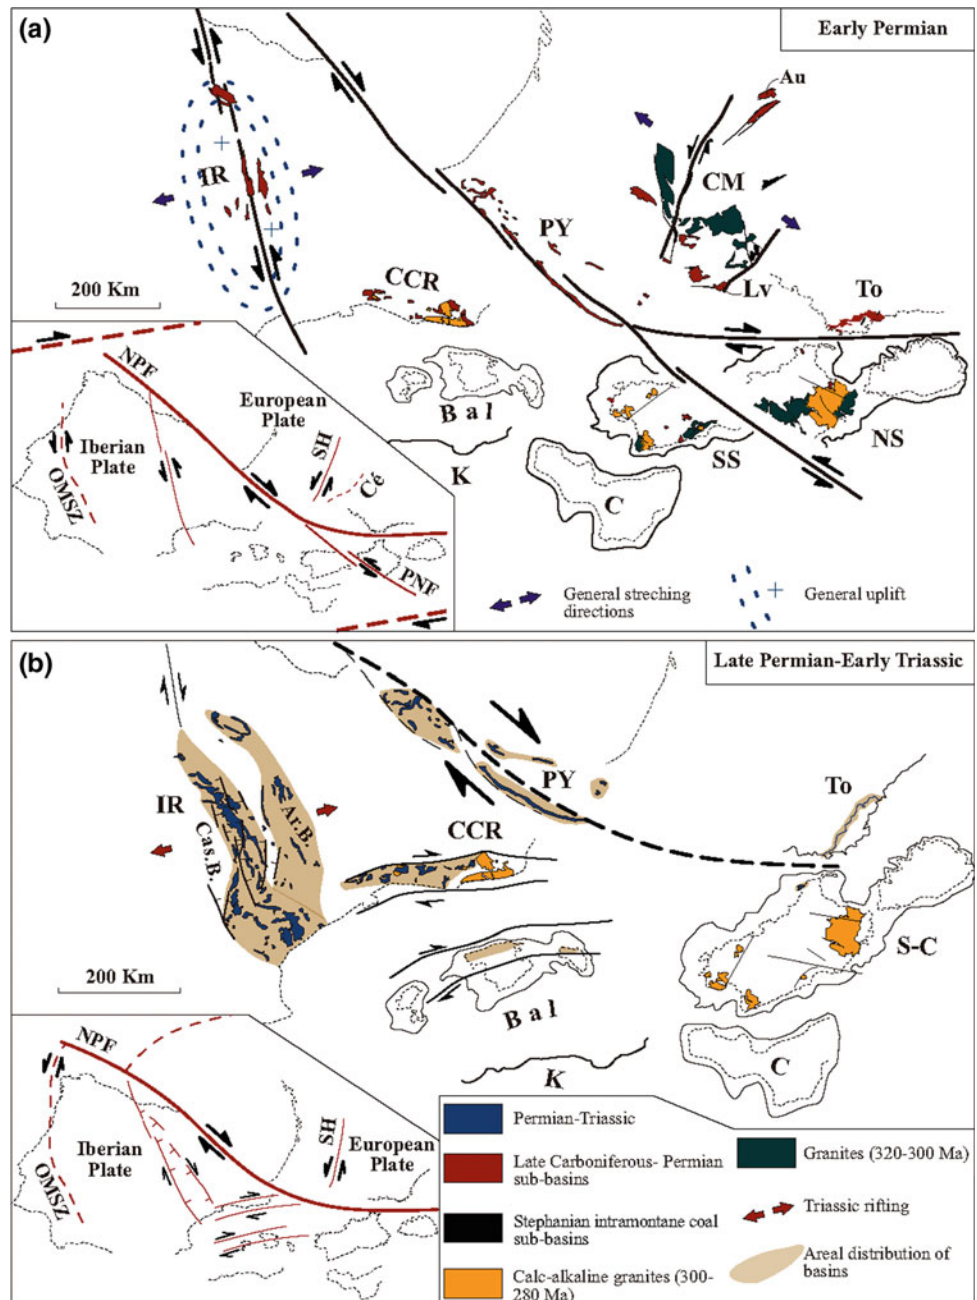 (a)
Early Permian
Au
IR
CM
PY
CCR
Lv
To
200 Km
Bal
K
SS
NS
C
NPF
European
Plate
Iberian
Plate
SH
Ce
OMSZ
PNF
General streching
directions
General uplift
(b)
Late Permian-Early Triassic
IR
Cas.B.
Ar.B
PY
CCR
To
S-C
200 Km
Bal
K
C
NPF
Iberian
Plate
HS
European
Plate
OMSZ
Permian-Triassic
Late Carboniferous- Permian
sub-basins
Stephanian intramontane coal
sub-basins
Calc-alkaline granites (300-
280 Ma)
Granites (320-300 Ma)
Triassic rifting
Areal distribution of
basins